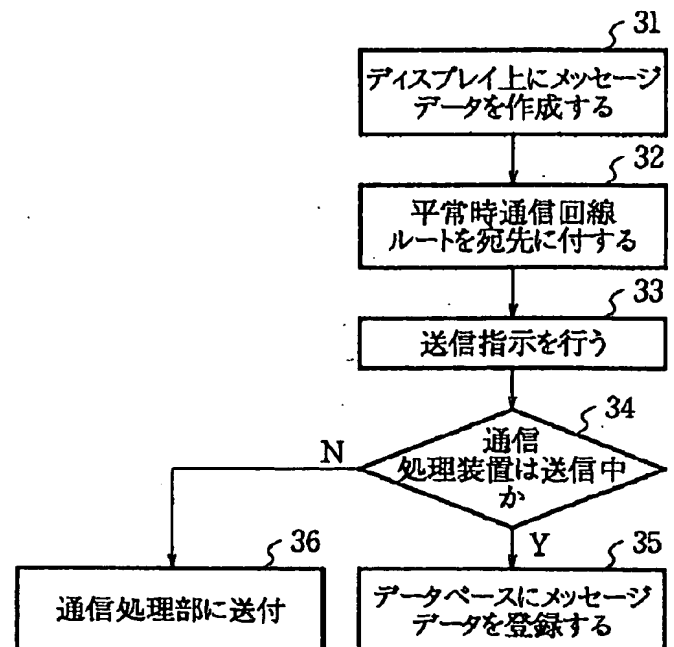 31
ディスプレイ上にメッセージ
データを作成する
32
平常時通信回線
ルートを宛先に付する
33
送信指示を行う
34
通信
処理装置は送信中
か
N
Y
36
通信処理部に送付
35
データベースにメッセージ
データを登録する